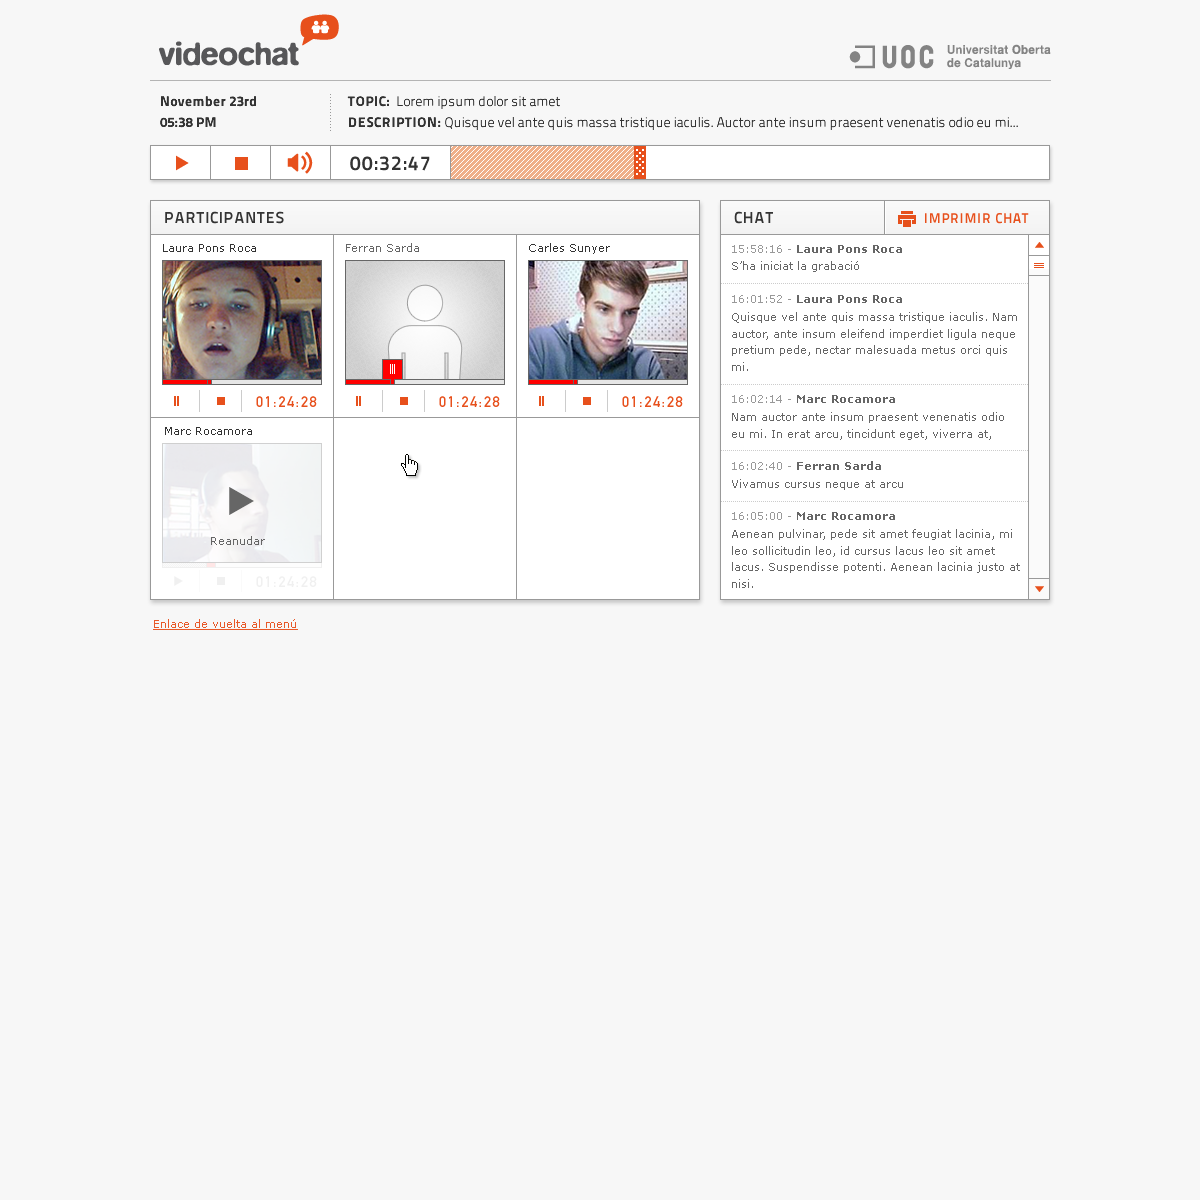 videochat
UOC Universitat Oberta
de Catalunya
November 23rd
05:38 PM
TOPIC: Lorem ipsum dolor sit amet
DESCRIPTION: Quisque vel ante quis massa tristique iaculis. Auctor ante insum praesent venenatis odio eu mi...
00:32:47
PARTICIPANTES
Laura Pons Roca
Ferran Sarda
Carles Sunyer
01:24:28
01:24:28
01:24:28
Marc Rocamora
Reanudar
01:24:28
CHAT
IMPRIMIR CHAT
15:58:16 - Laura Pons Roca
S'ha iniciat la grabació
16:01:52 - Laura Pons Roca
Quisque vel ante quis massa tristique iaculis. Nam
auctor, ante insum eleifend imperdiet ligula neque
pretium pede, nectar malesuada metus orci quis
mi.
16:02:14 - Marc Rocamora
Nam auctor ante insum praesent venenatis odio
eu mi. In erat arcu, tincidunt eget, viverra at,
16:02:40 - Ferran Sarda
Vivamus cursus neque at arcu
16:05:00 - Marc Rocamora
Aenean pulvinar, pede sit amet feugiat lacinia, mi
leo sollicitudin leo, id cursus lacus leo sit amet
lacus. Suspendisse potenti. Aenean lacinia justo at
nisi.
Enlace de vuelta al menú